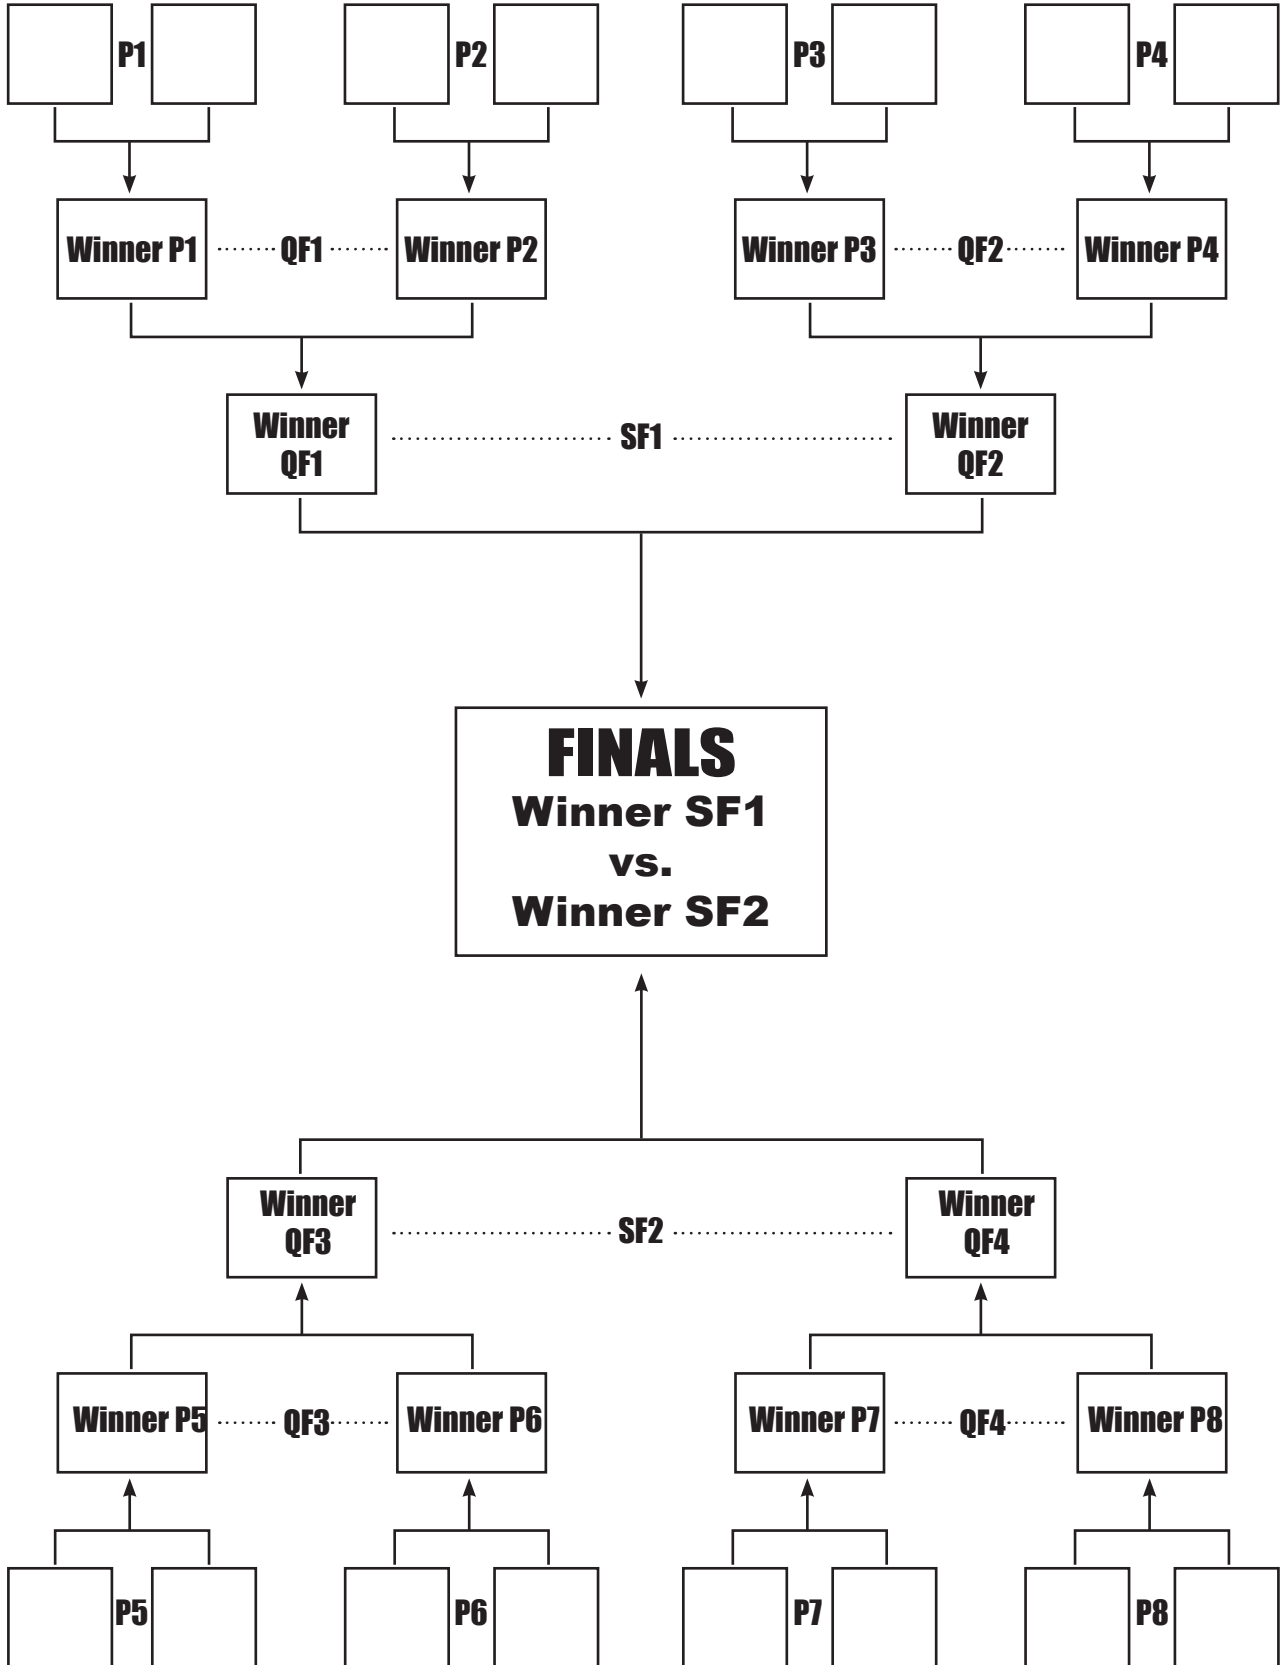 P1 P2 P3 P4
Winner P1 QF1 Winner P2 Winner P3 QF2 Winner P4
Winner
QF1
SF1
Winner
QF2
FINALS
Winner SF1
vs.
Winner SF2
Winner
QF3
SF2
Winner
QF4
Winner P5 QF3 Winner P6 Winner P7 QF4 Winner P8
P5 P6 P7 P8